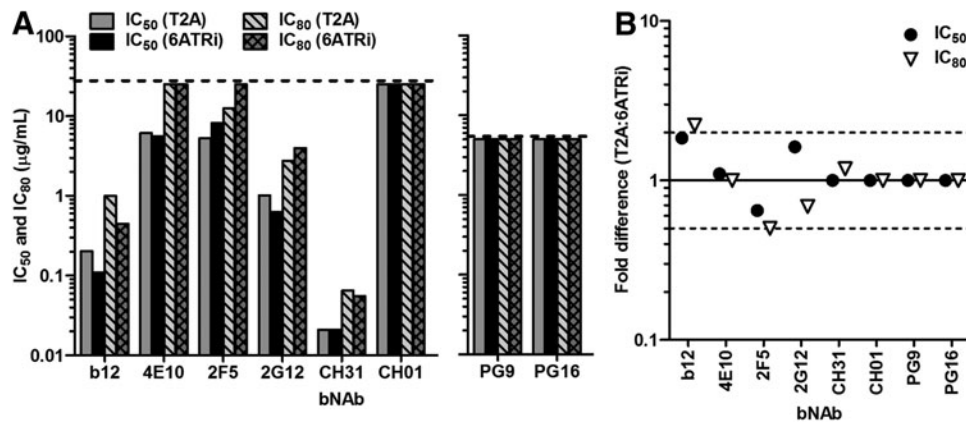 A
IC50 (T2A)
IC80 (T2A)
IC50 (6ATRi)
IC80 (6ATRi)
IC50 and IC80 (µg/mL)
100
10
1
0.1
0.01
b12 4E10 2F5 2G12 CH31 CH01 PG9 PG16
bNAb
B
IC50
IC80
Fold difference (T2A:6ATRi)
10
1
0.1
b12 4E10 2F5 2G12 CH31 CH01 PG9 PG16
bNAb